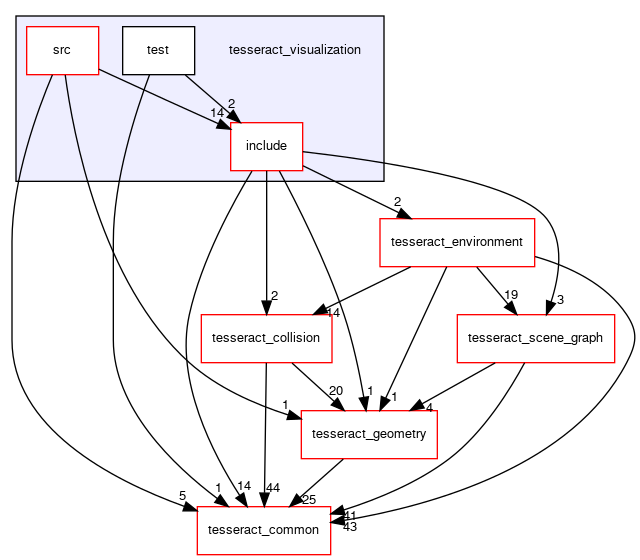 src
test
tesseract_visualization
14
2
include
2
tesseract_environment
2
14
19
3
tesseract_collision
tesseract_scene_graph
1
20
1
1
4
tesseract_geometry
5
1
14
44
25
41
43
tesseract_common